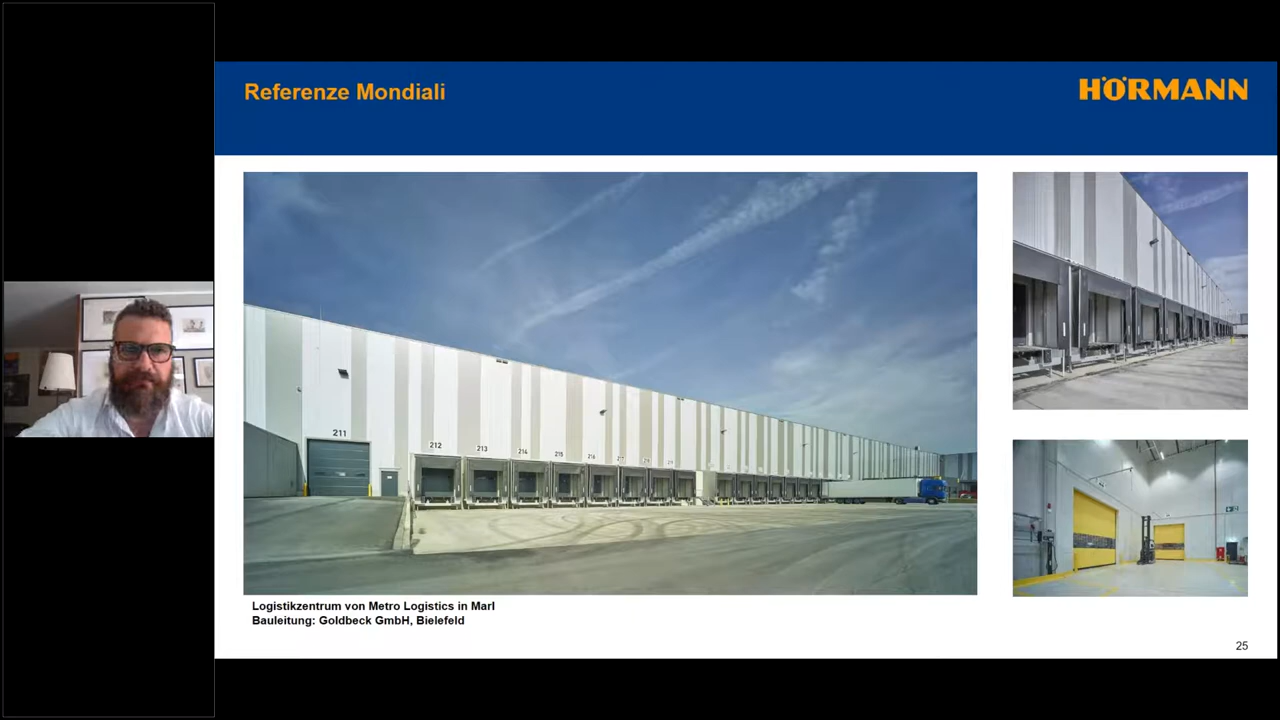 Referenze Mondiali
HÖRMANN
211
212
213
214
215
216
217
Logistikzentrum von Metro Logistics in Marl
Bauleitung: Goldbeck GmbH, Bielefeld
25